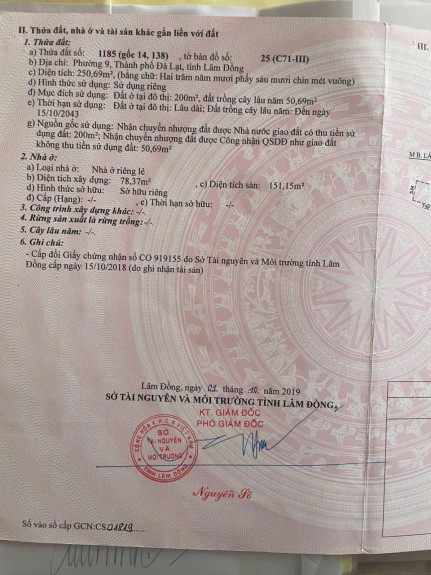 II. Thửa đất, nhà ở và tài sản khác gắn liền với đất
1. Thửa đất:
a) Thửa đất số: 1185 (gốc 14, 138) , tờ bản đồ số: 25 (C71-III)
b) Địa chỉ: Phường 9, Thành phố Đà Lạt, tỉnh Lâm Đồng
c) Diện tích: 250,69m², (bằng chữ: Hai trăm năm mươi phẩy sáu mươi chín mét vuông)
d) Hình thức sử dụng: Sử dụng riêng
đ) Mục đích sử dụng: Đất ở tại đô thị: 200m², đất trồng cây lâu năm 50,69m²
e) Thời hạn sử dụng: Đất ở tại đô thị: Lâu dài; Đất trồng cây lâu năm: Đến ngày
15/10/2043
g) Nguồn gốc sử dụng: Nhận chuyển nhượng đất được Nhà nước giao đất có thu tiền sử
dụng đất: 200m²; Nhận chuyển nhượng đất được Công nhận QSDĐ như giao đất
không thu tiền sử dụng đất: 50,69m²
2. Nhà ở:
a) Loại nhà ở: Nhà ở riêng lẻ
b) Diện tích xây dựng: 78,37m² , c) Diện tích sàn: 151,15m²
d) Hình thức sở hữu: Sở hữu riêng
đ) Cấp (Hạng): -/- , e) Thời hạn sở hữu: -/-
3. Công trình xây dựng khác: -/-
4. Rừng sản xuất là rừng trồng: -/-
5. Cây lâu năm: -/-
6. Ghi chú:
- Cấp đổi Giấy chứng nhận số CO 919155 do Sở Tài nguyên và Môi trường tỉnh Lâm
Đồng cấp ngày 15/10/2018 (do ghi nhận tài sản)
Lâm Đồng, ngày 01 tháng 10 năm 2019
SỞ TÀI NGUYÊN VÀ MÔI TRƯỜNG TỈNH LÂM ĐỒNG
KT. GIÁM ĐỐC
PHÓ GIÁM ĐỐC
SỞ
TÀI NGUYÊN
VÀ
MÔI TRƯỜNG
TỈNH LÂM ĐỒNG
Số vào sổ cấp GCN:CS01819
III.